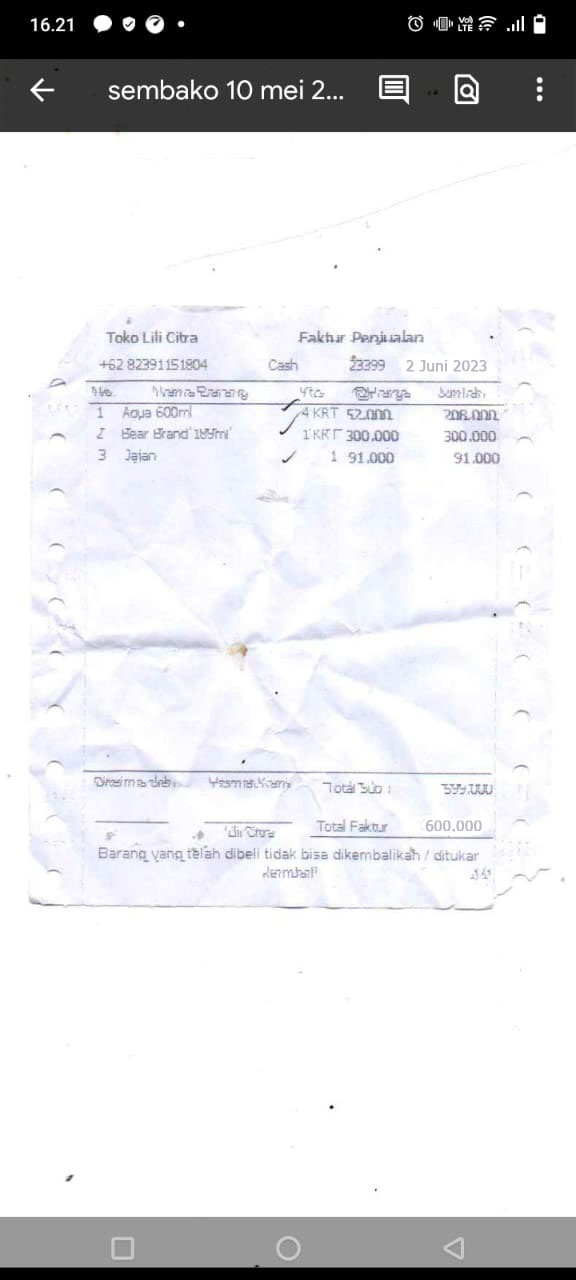 16.21
sembako 10 mei 2...
Toko Lili Citra Faktur Penjualan
+62 82391151804 Cash 23399 2 Juni 2023
No. Nama Barang @Harga Jumlah
1 Aqua 600ml 4 KRT 52.000 208.000
2 Bear Brand 189ml 1 KRT 300.000 300.000
3 Jajan 1 91.000 91.000
Diterima oleh, Hormat Kami Total Sub : 599.000
Total Faktur 600.000
Lili Citra
Barang yang telah dibeli tidak bisa dikembalikan / ditukar
kembali!